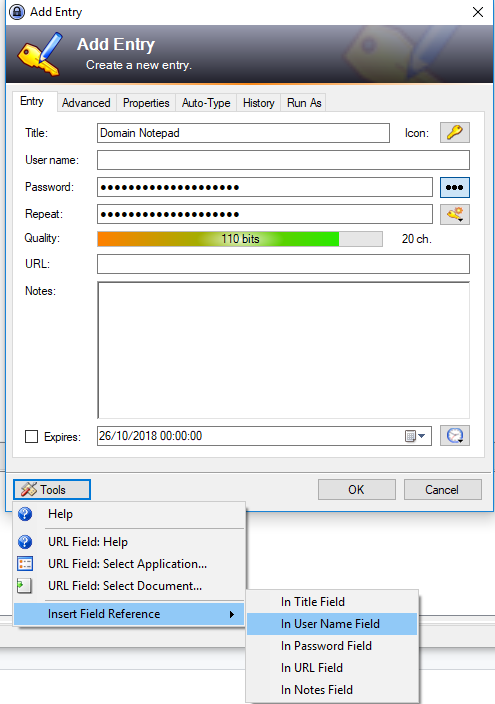 Add Entry
Add Entry
Create a new entry.
Entry Advanced Properties Auto-Type History Run As
Title: Domain Notepad Icon:
User name:
Password: ●●●●●●●●●●●●●●●●●●●●
Repeat: ●●●●●●●●●●●●●●●●●●●●
Quality: 110 bits 20 ch.
URL:
Notes:
Expires: 26/10/2018 00:00:00
Tools OK Cancel
Help
URL Field: Help
URL Field: Select Application...
URL Field: Select Document...
Insert Field Reference
In Title Field
In User Name Field
In Password Field
In URL Field
In Notes Field